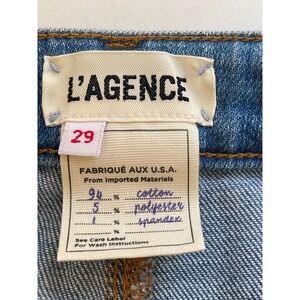 L'AGENCE
29
FABRIQUÉ AUX U.S.A.
From Imported Materials
94 % cotton
5 % polyester
1 % spandex
See Care Label
For Wash Instructions